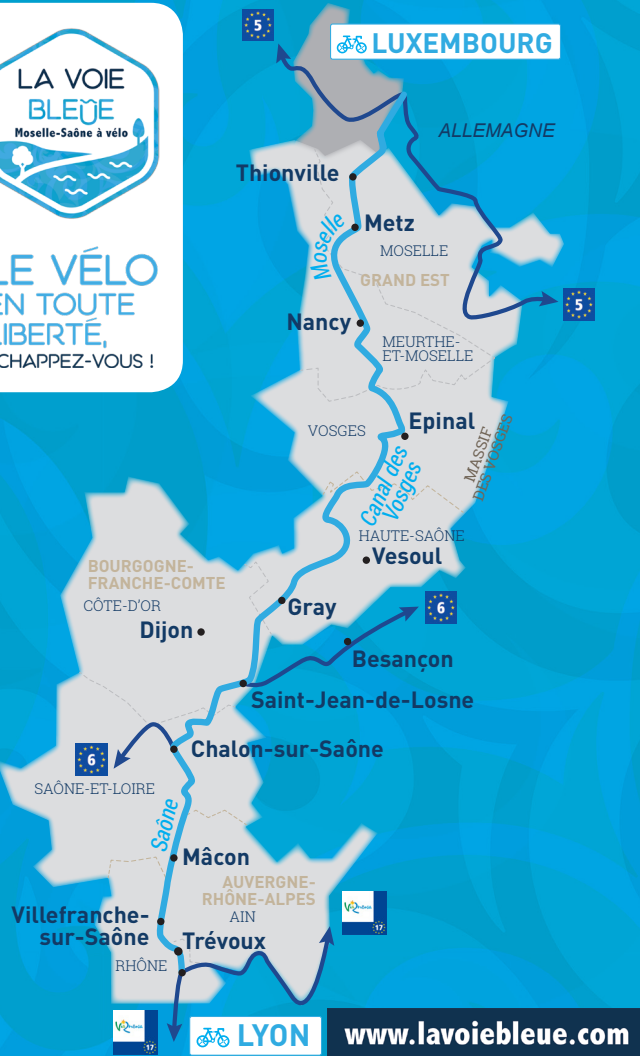 5
LUXEMBOURG
LA VOIE
BLEUE
Moselle-Saône à vélo
ALLEMAGNE
Thionville
Metz
Moselle
MOSELLE
GRAND EST
LE VÉLO
EN TOUTE
LIBERTÉ,
CHAPPEZ-VOUS !
5
Nancy
MEURTHE-
ET-MOSELLE
VOSGES
Epinal
MASSIF
DES VOSGES
Canal des
Vosges
HAUTE-SAÔNE
Vesoul
BOURGOGNE-
FRANCHE-COMTE
CÔTE-D'OR
Gray
Dijon
6
Besançon
Saint-Jean-de-Losne
Chalon-sur-Saône
6
SAÔNE-ET-LOIRE
Saône
Mâcon
AUVERGNE-
RHÔNE-ALPES
AIN
Villefranche-
sur-Saône
Trévoux
RHÔNE
ViaRhôna
17
ViaRhôna
17
LYON
www.lavoiebleue.com